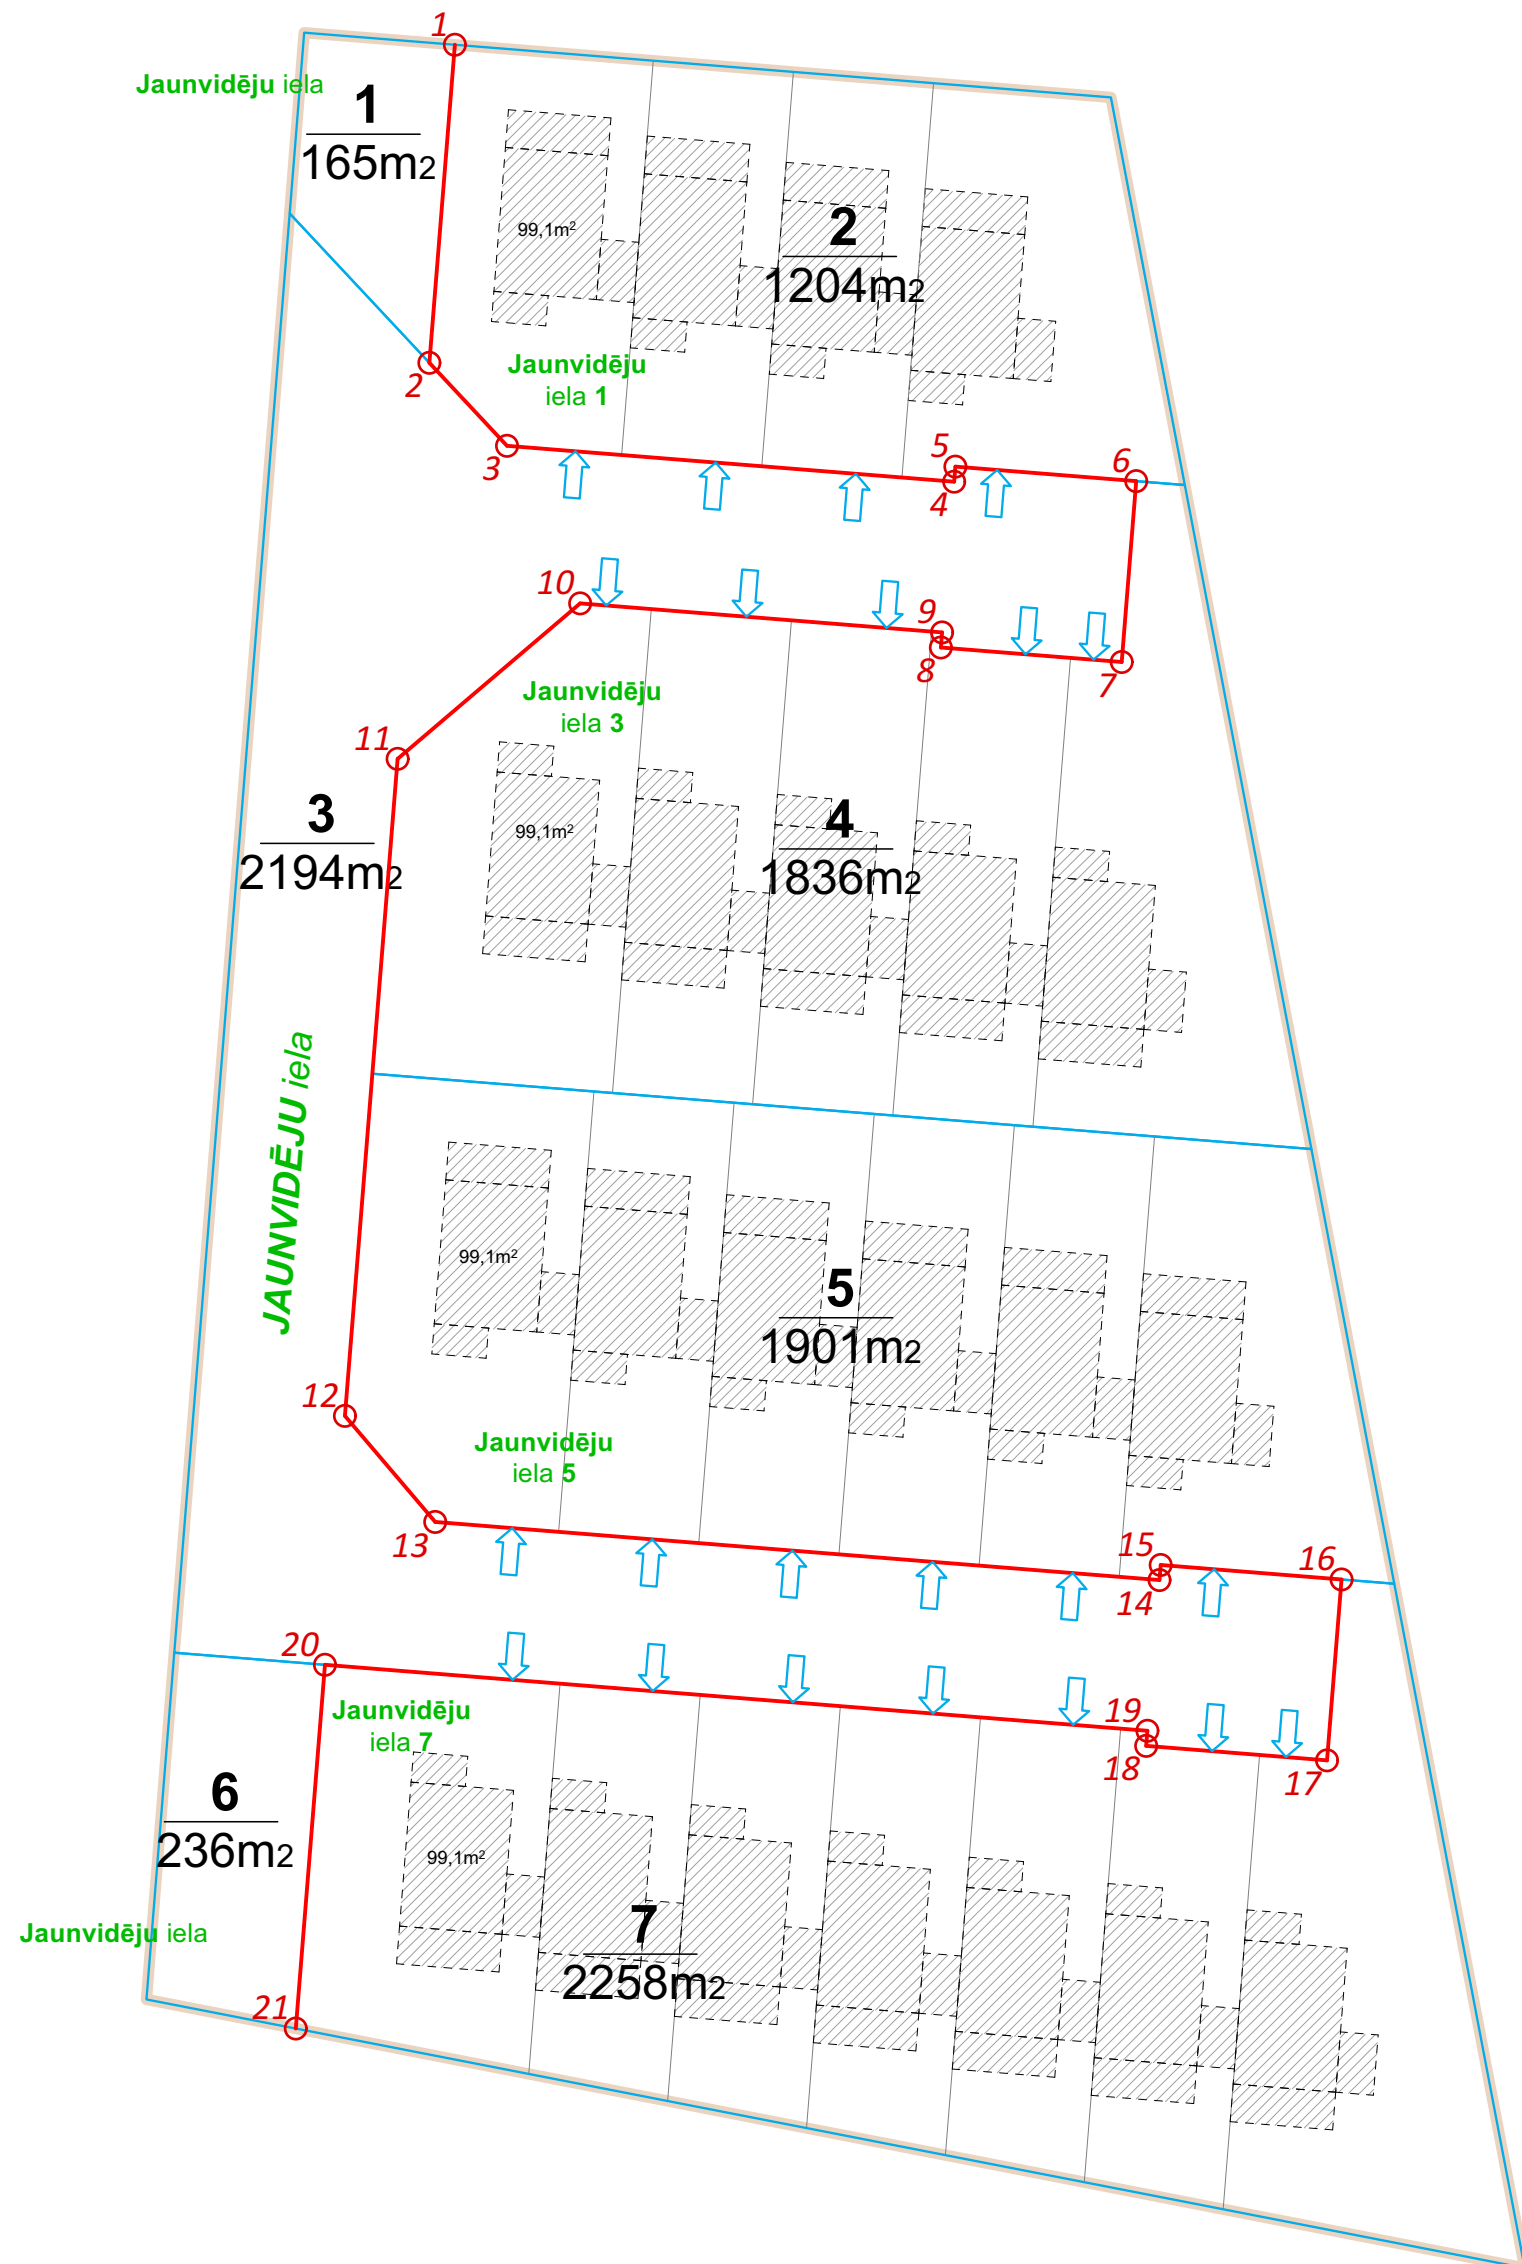 1
Jaunvidēju iela
1
165m2
99,1m²
2
1204m2
2
Jaunvidēju
iela 1
3
5
4
6
10
9
8
7
Jaunvidēju
iela 3
11
3
2194m2
99,1m²
4
1836m2
JAUNVIDĒJU iela
99,1m²
5
1901m2
12
Jaunvidēju
iela 5
13
15
14
16
20
Jaunvidēju
iela 7
19
18
17
6
236m2
99,1m²
7
2258m2
Jaunvidēju iela
21